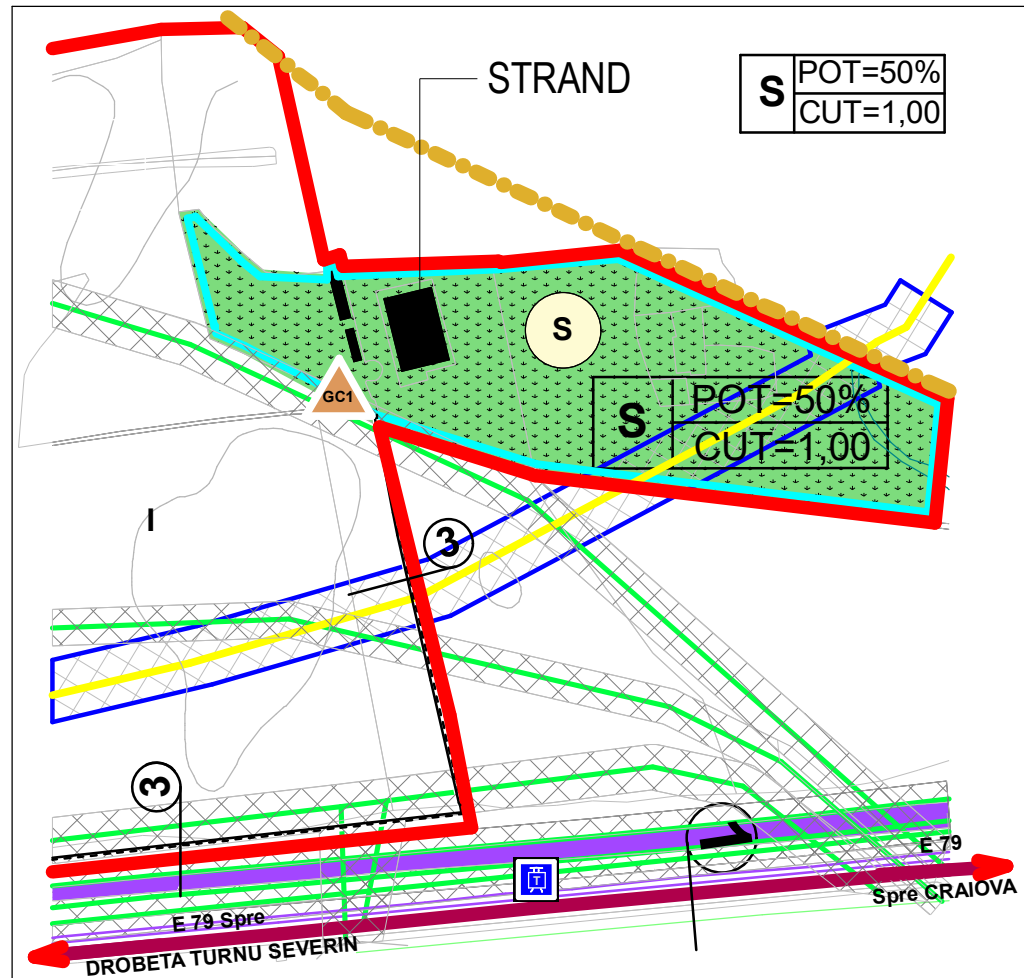 STRAND
S
POT=50%
CUT=1,00
S
S
POT=50%
CUT=1,00
GC1
I
3
3
1
T
E 79
Spre CRAIOVA
E 79 Spre
DROBETA TURNU SEVERIN